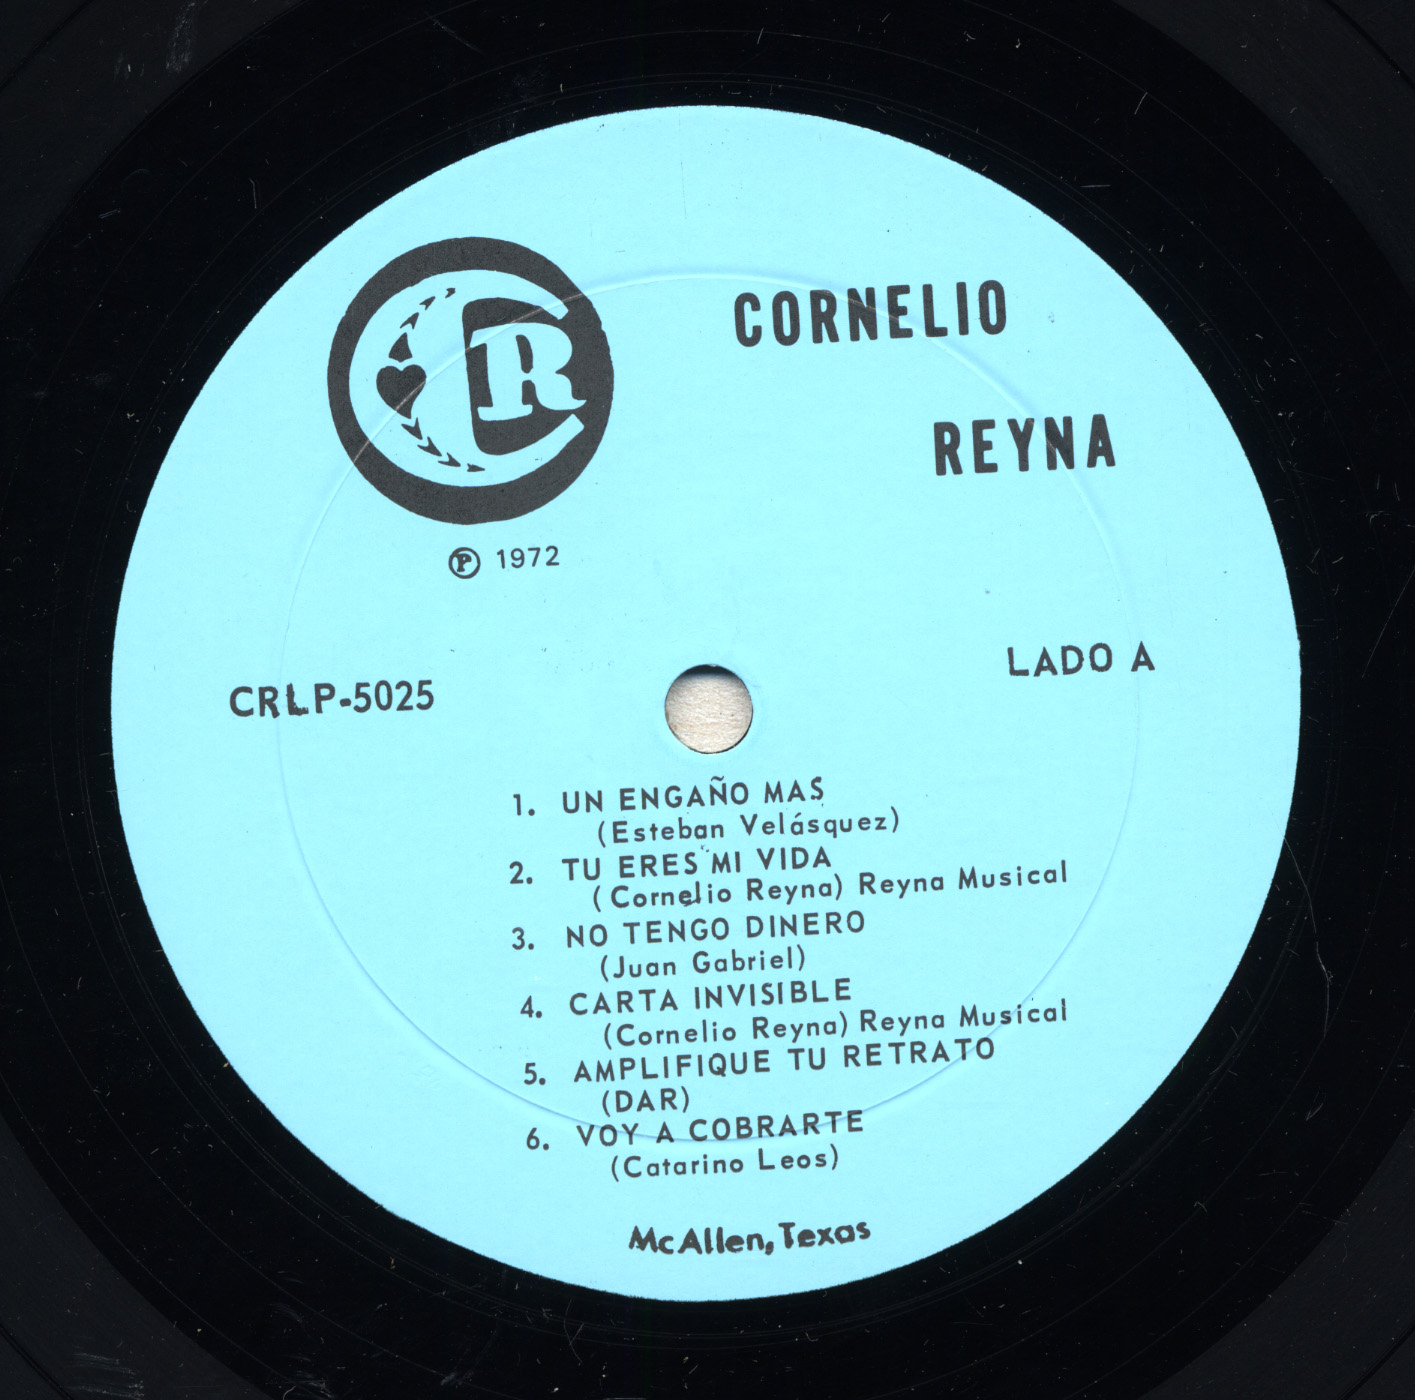 CR
CORNELIO
REYNA
℗ 1972
LADO A
CRLP-5025
1. UN ENGAÑO MAS
(Esteban Velásquez)
2. TU ERES MI VIDA
(Cornelio Reyna) Reyna Musical
3. NO TENGO DINERO
(Juan Gabriel)
4. CARTA INVISIBLE
(Cornelio Reyna) Reyna Musical
5. AMPLIFIQUE TU RETRATO
(DAR)
6. VOY A COBRARTE
(Catarino Leos)
McAllen, Texas